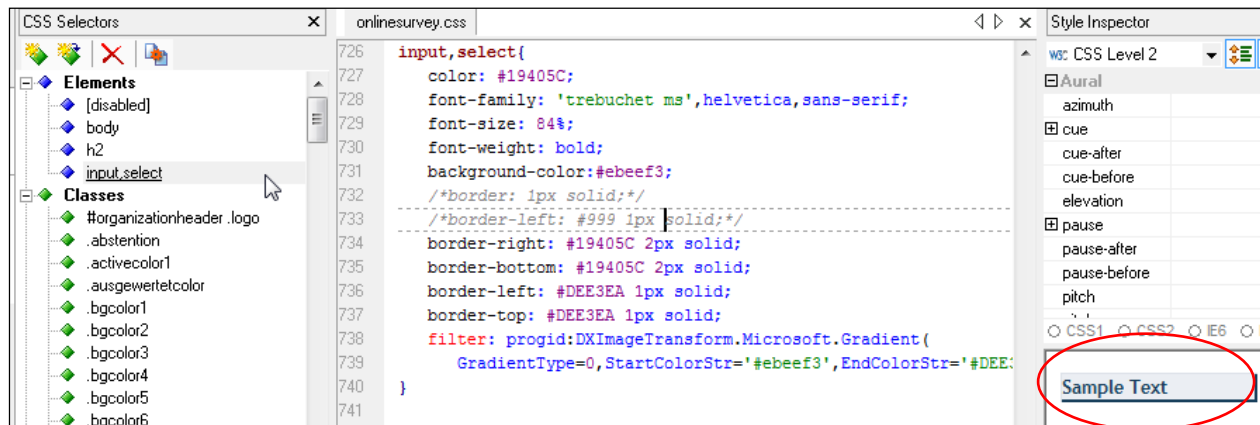 CSS Selectors
Elements
[disabled]
body
h2
input,select
Classes
#organizationheader .logo
.abstention
.activecolor1
.ausgewertetcolor
.bgcolor1
.bgcolor2
.bgcolor3
.bgcolor4
.bgcolor5
.bgcolor6
onlinesurvey.css
726 input,select{
727 color: #19405C;
728 font-family: 'trebuchet ms',helvetica,sans-serif;
729 font-size: 84%;
730 font-weight: bold;
731 background-color:#ebeef3;
732 /*border: 1px solid;*/
733 /*border-left: #999 1px solid;*/
734 border-right: #19405C 2px solid;
735 border-bottom: #19405C 2px solid;
736 border-left: #DEE3EA 1px solid;
737 border-top: #DEE3EA 1px solid;
738 filter: progid:DXImageTransform.Microsoft.Gradient(
739 GradientType=0,StartColorStr='#ebeef3',EndColorStr='#DEE3
740 }
741
Style Inspector
W3C CSS Level 2
Aural
azimuth
cue
cue-after
cue-before
elevation
pause
pause-after
pause-before
pitch
CSS1 CSS2 IE6
Sample Text